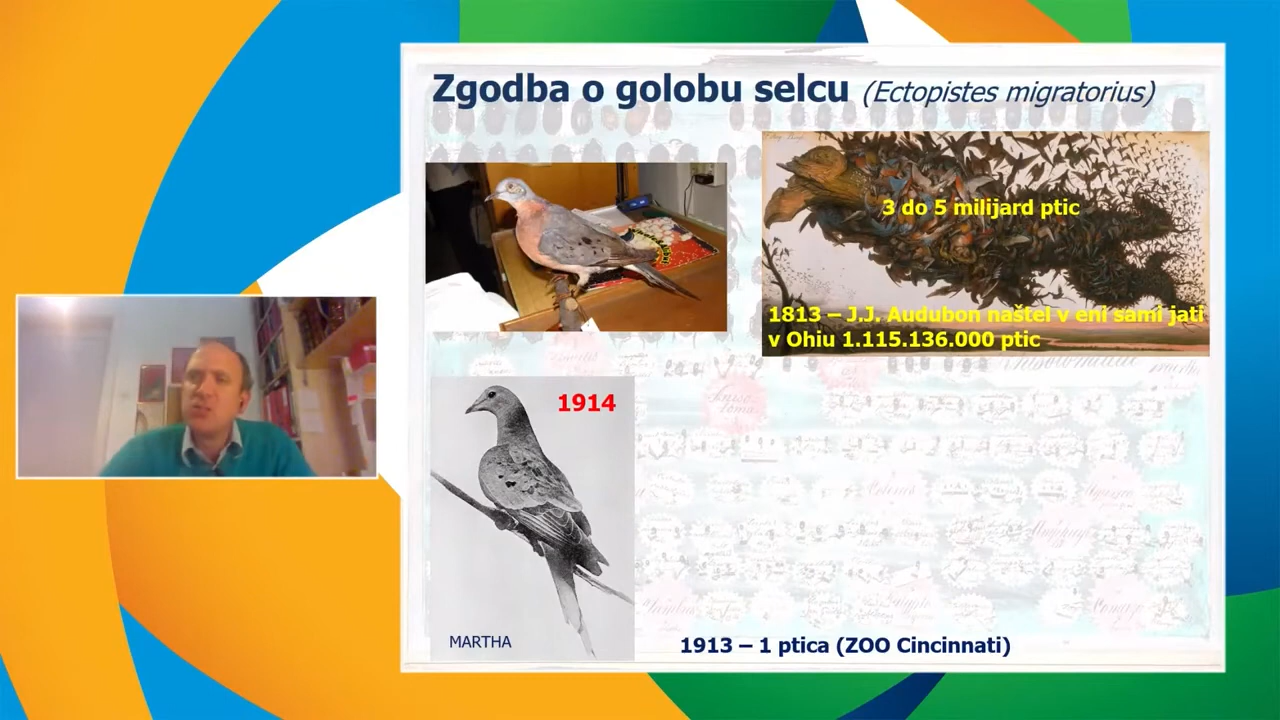 Zgodba o golobu selcu (Ectopistes migratorius)
3 do 5 milijard ptic
1813 – J.J. Audubon naštel v eni sami jati
v Ohiu 1.115.136.000 ptic
1914
MARTHA
1913 – 1 ptica (ZOO Cincinnati)